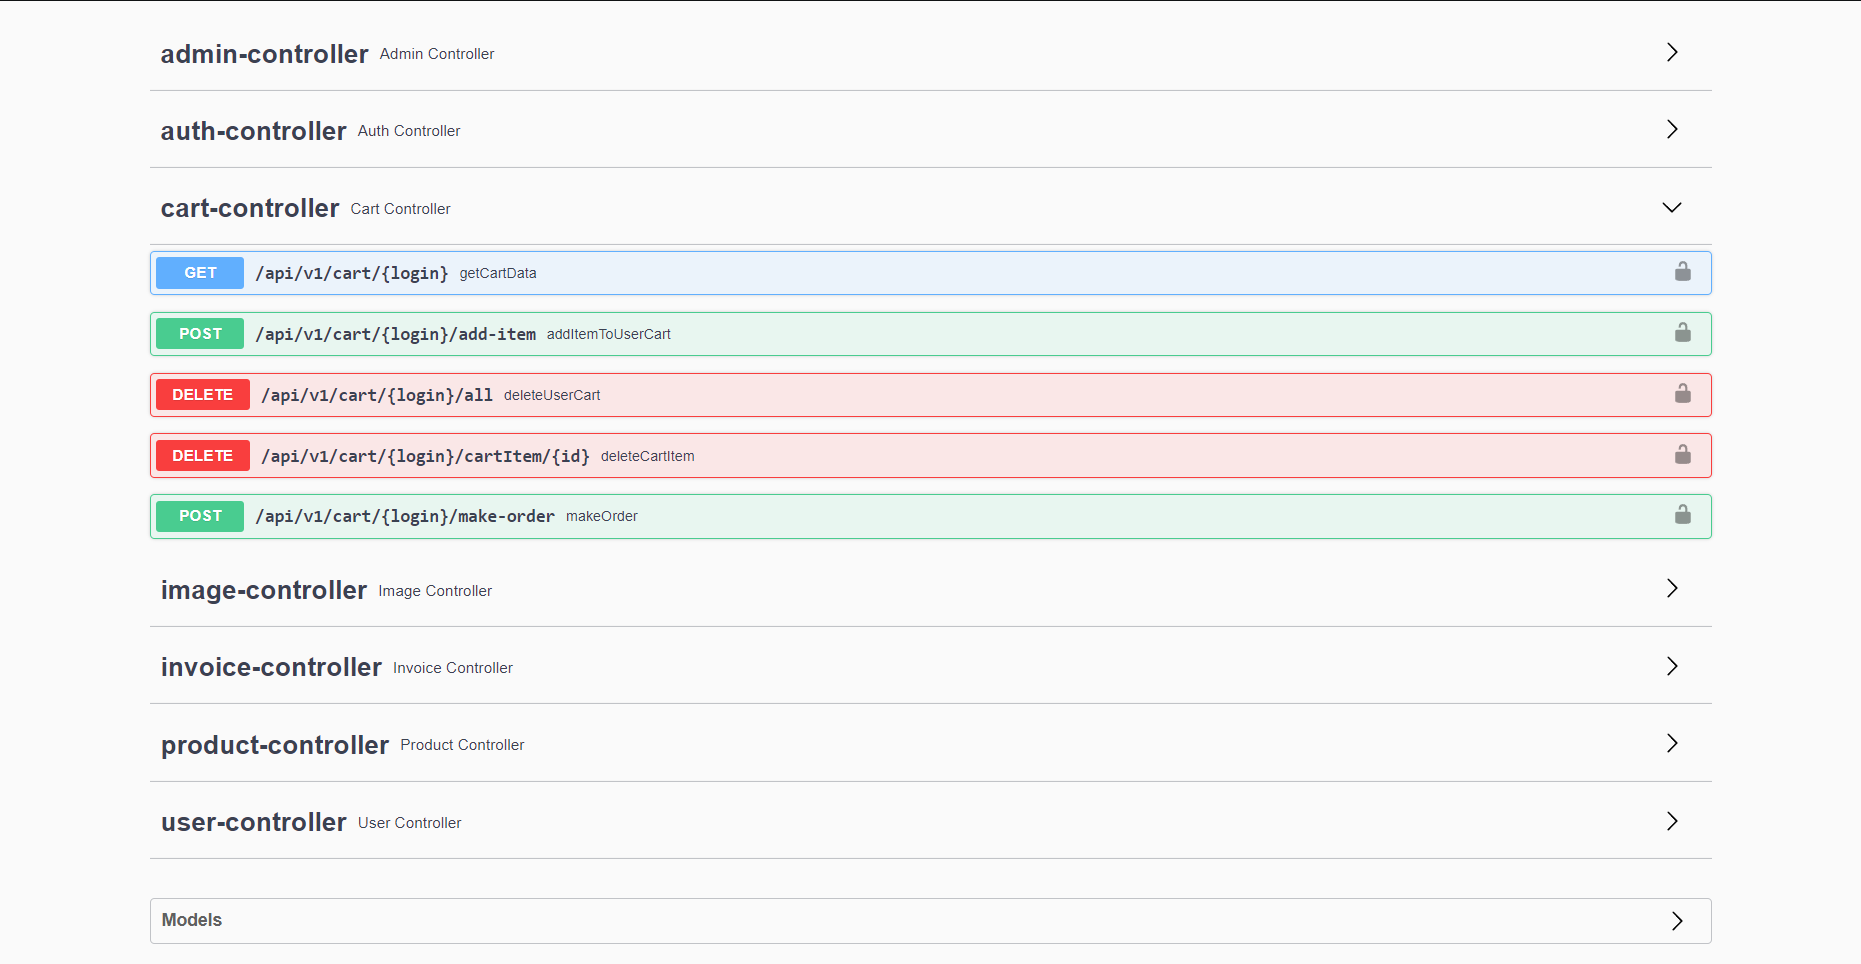 admin-controller Admin Controller
auth-controller Auth Controller
cart-controller Cart Controller
GET /api/v1/cart/{login} getCartData
POST /api/v1/cart/{login}/add-item addItemToUserCart
DELETE /api/v1/cart/{login}/all deleteUserCart
DELETE /api/v1/cart/{login}/cartItem/{id} deleteCartItem
POST /api/v1/cart/{login}/make-order makeOrder
image-controller Image Controller
invoice-controller Invoice Controller
product-controller Product Controller
user-controller User Controller
Models